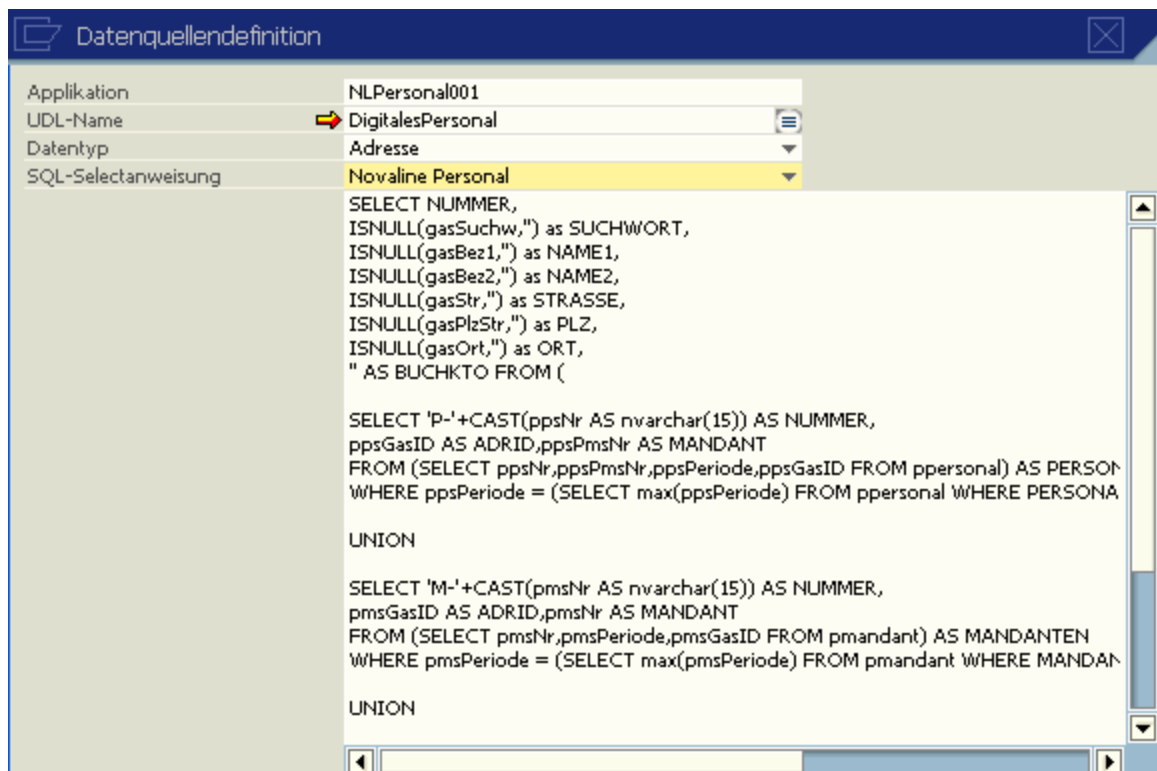 Datenquellendefinition
Applikation NLPersonal001
UDL-Name DigitalesPersonal
Datentyp Adresse
SQL-Selectanweisung Novaline Personal
SELECT NUMMER,
ISNULL(gasSuchw,'') as SUCHWORT,
ISNULL(gasBez1,'') as NAME1,
ISNULL(gasBez2,'') as NAME2,
ISNULL(gasStr,'') as STRASSE,
ISNULL(gasPlzStr,'') as PLZ,
ISNULL(gasOrt,'') as ORT,
'' AS BUCHKTO FROM (
SELECT 'P-'+CAST(ppsNr AS nvarchar(15)) AS NUMMER,
ppsGasID AS ADRID,ppsPmsNr AS MANDANT
FROM (SELECT ppsNr,ppsPmsNr,ppsPeriode,ppsGasID FROM ppersonal) AS PERSON
WHERE ppsPeriode = (SELECT max(ppsPeriode) FROM ppersonal WHERE PERSONA
UNION
SELECT 'M-'+CAST(pmsNr AS nvarchar(15)) AS NUMMER,
pmsGasID AS ADRID,pmsNr AS MANDANT
FROM (SELECT pmsNr,pmsPeriode,pmsGasID FROM pmandant) AS MANDANTEN
WHERE pmsPeriode = (SELECT max(pmsPeriode) FROM pmandant WHERE MANDAN
UNION